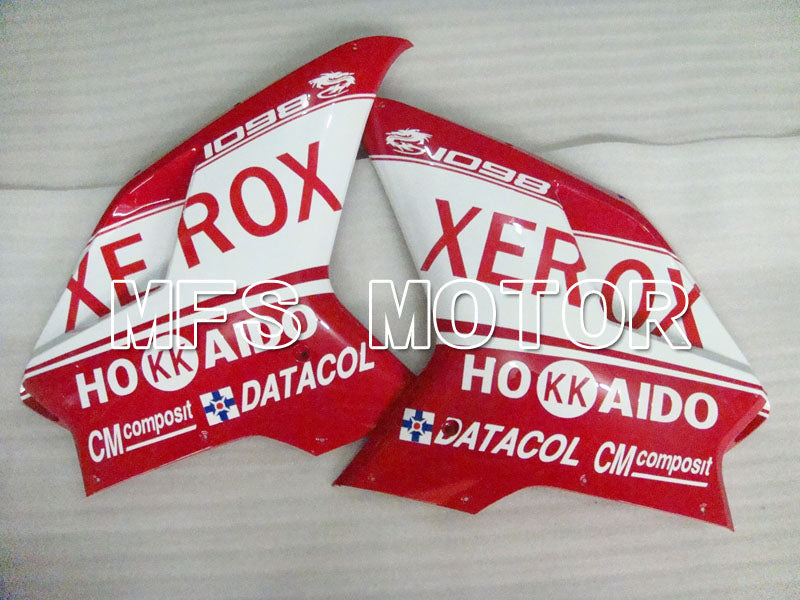 1098
XEROX
HOKKAIDO
DATACOL
CM composit
1098
XEROX
HOKKAIDO
DATACOL
CM composit
MFS MOTOR